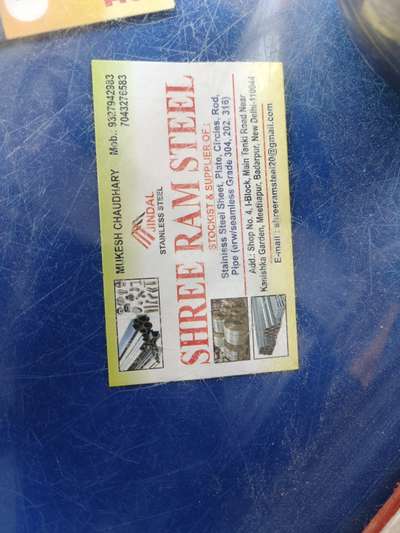 MUKESH CHAUDHARY Mob.: 9327942983
7043276583
JINDAL
STAINLESS STEEL
SHREE RAM STEEL
STOCKIST & SUPPLIER OF :
Stainless Steel Sheet, Plate, Circles, Rod,
Pipe (erw/seamless Grade 304, 202, 316)
Add.: Shop No. 4, I-Block, Main Tanki Road Near
Kanishka Garden, Meethapur, Badarpur, New Delhi-110044
E-mail : shreeramsteel20@gmail.com